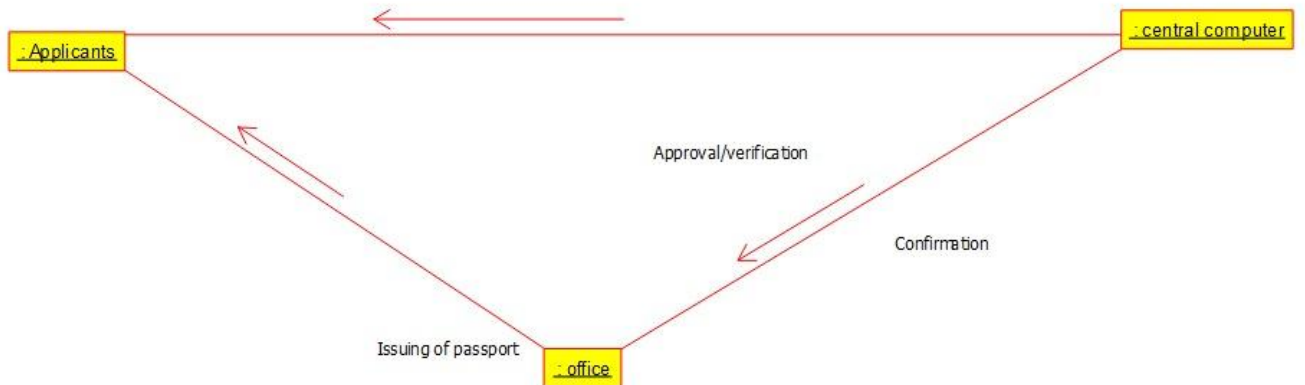 : central computer
: Applicants
Approval/verification
Confirmation
Issuing of passport
: office